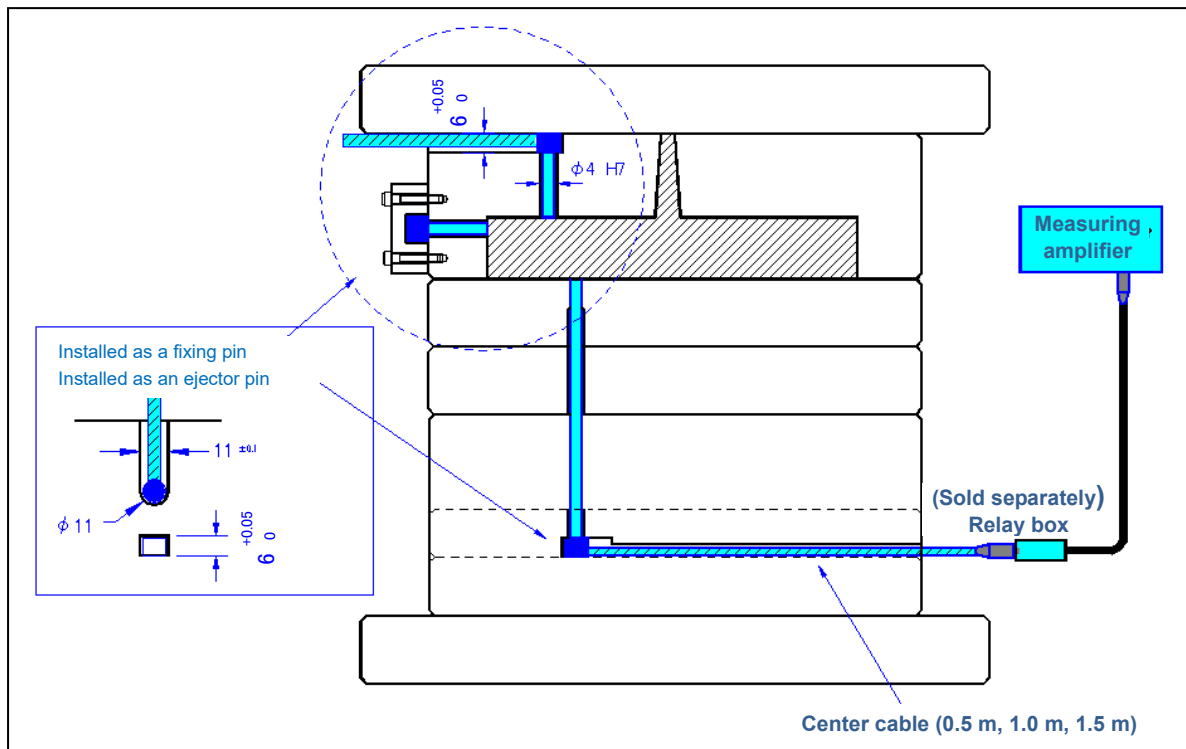 +0.05
6 0
φ4 H7
Measuring
amplifier
Installed as a fixing pin
Installed as an ejector pin
11 ±0.1
φ11
+0.05
6 0
(Sold separately)
Relay box
Center cable (0.5 m, 1.0 m, 1.5 m)